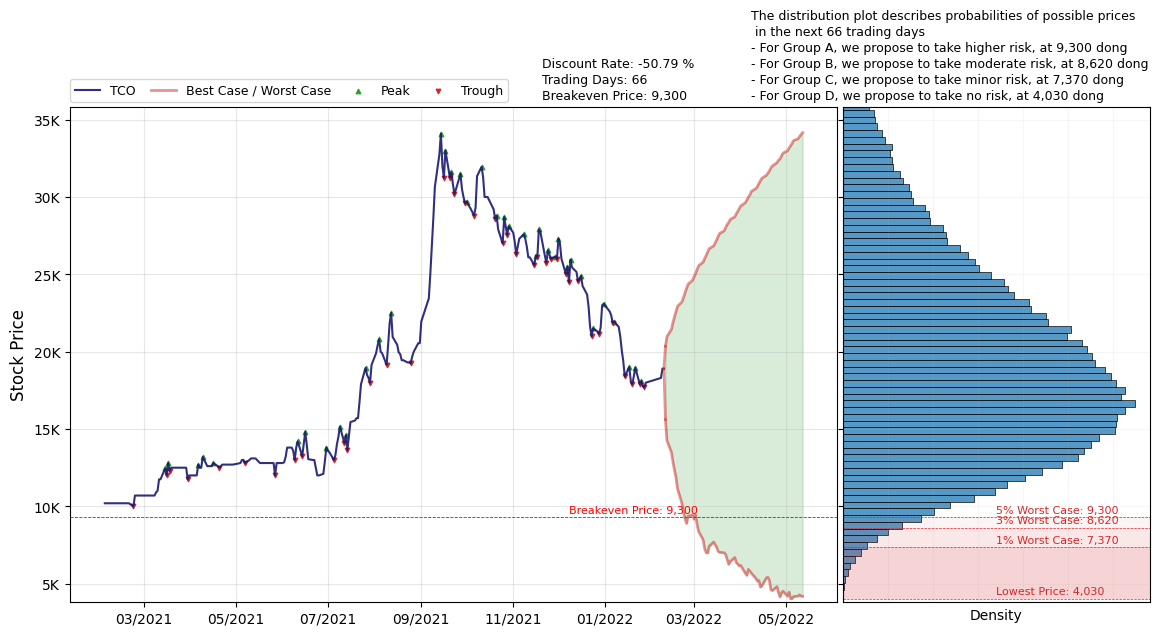 The distribution plot describes probabilities of possible prices
in the next 66 trading days
- For Group A, we propose to take higher risk, at 9,300 dong
- For Group B, we propose to take moderate risk, at 8,620 dong
- For Group C, we propose to take minor risk, at 7,370 dong
- For Group D, we propose to take no risk, at 4,030 dong
Discount Rate: -50.79 %
Trading Days: 66
Breakeven Price: 9,300
TCO
Best Case / Worst Case
Peak
Trough
Stock Price
35K
30K
25K
20K
15K
10K
5K
Breakeven Price: 9,300
03/2021
05/2021
07/2021
09/2021
11/2021
01/2022
03/2022
05/2022
5% Worst Case: 9,300
3% Worst Case: 8,620
1% Worst Case: 7,370
Lowest Price: 4,030
Density